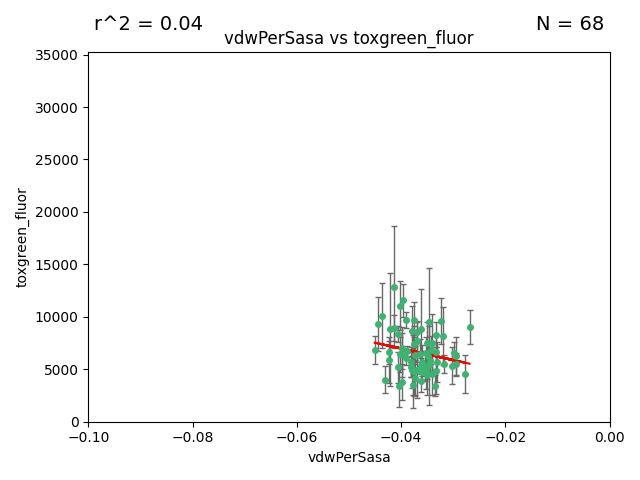 r^2 = 0.04
N = 68
vdwPerSasa vs toxgreen_fluor
35000
30000
25000
20000
15000
10000
5000
0
toxgreen_fluor
−0.10
−0.08
−0.06
−0.04
−0.02
0.00
vdwPerSasa